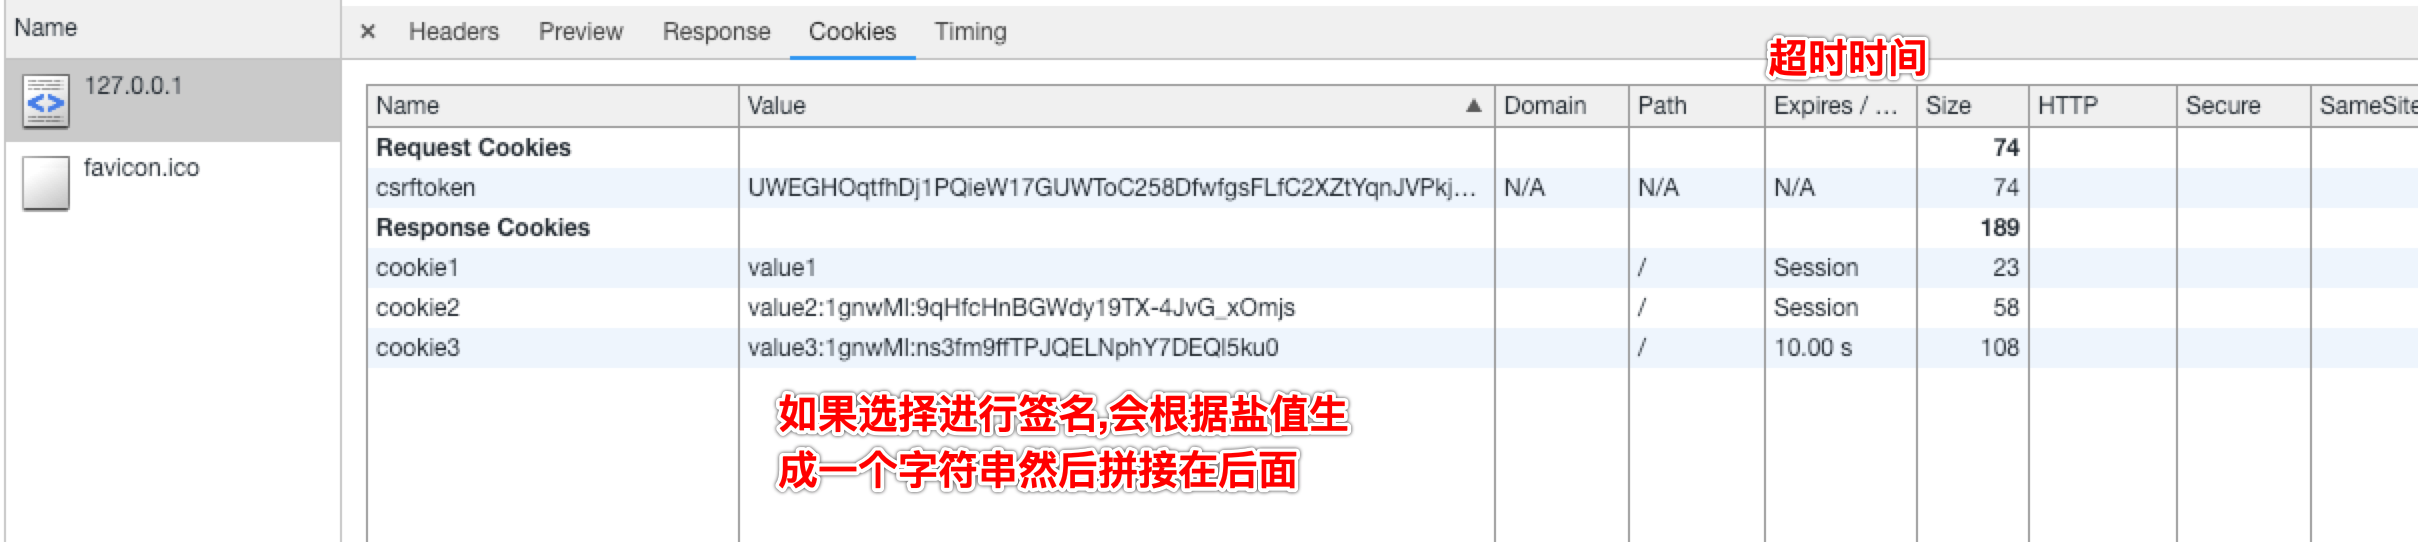 Name
127.0.0.1
favicon.ico
× Headers Preview Response Cookies Timing
超时时间
Name Value ▲ Domain Path Expires / ... Size HTTP Secure SameSite
Request Cookies 74
csrftoken UWEGHOqtfhDj1PQieW17GUWToC258DfwfgsFLfC2XZtYqnJVPkj... N/A N/A N/A 74
Response Cookies 189
cookie1 value1 / Session 23
cookie2 value2:1gnwMl:9qHfcHnBGWdy19TX-4JvG_xOmjs / Session 58
cookie3 value3:1gnwMl:ns3fm9ffTPJQELNphY7DEQl5ku0 / 10.00 s 108
如果选择进行签名,会根据盐值生
成一个字符串然后拼接在后面